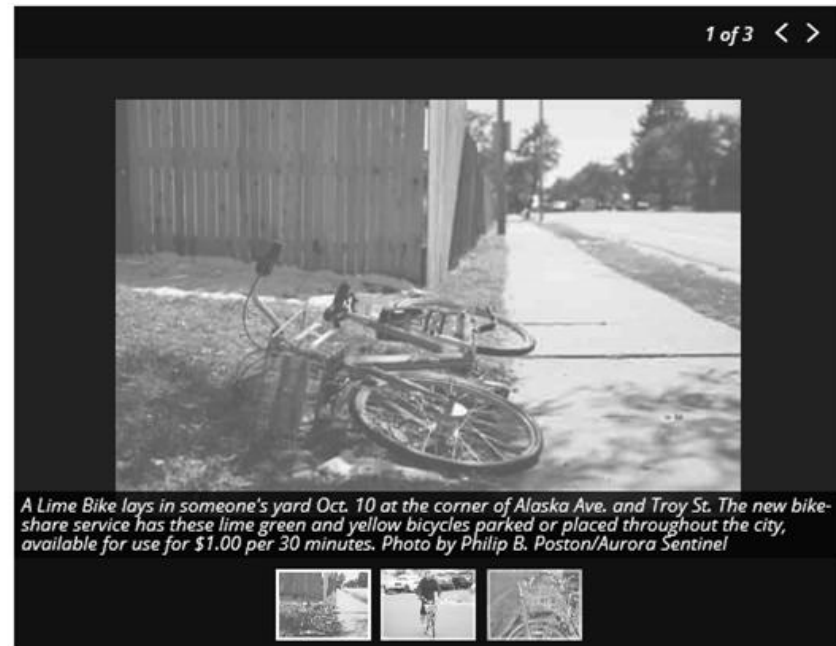 1 of 3
A Lime Bike lays in someone's yard Oct. 10 at the corner of Alaska Ave. and Troy St. The new bike-
share service has these lime green and yellow bicycles parked or placed throughout the city,
available for use for $1.00 per 30 minutes. Photo by Philip B. Poston/Aurora Sentinel